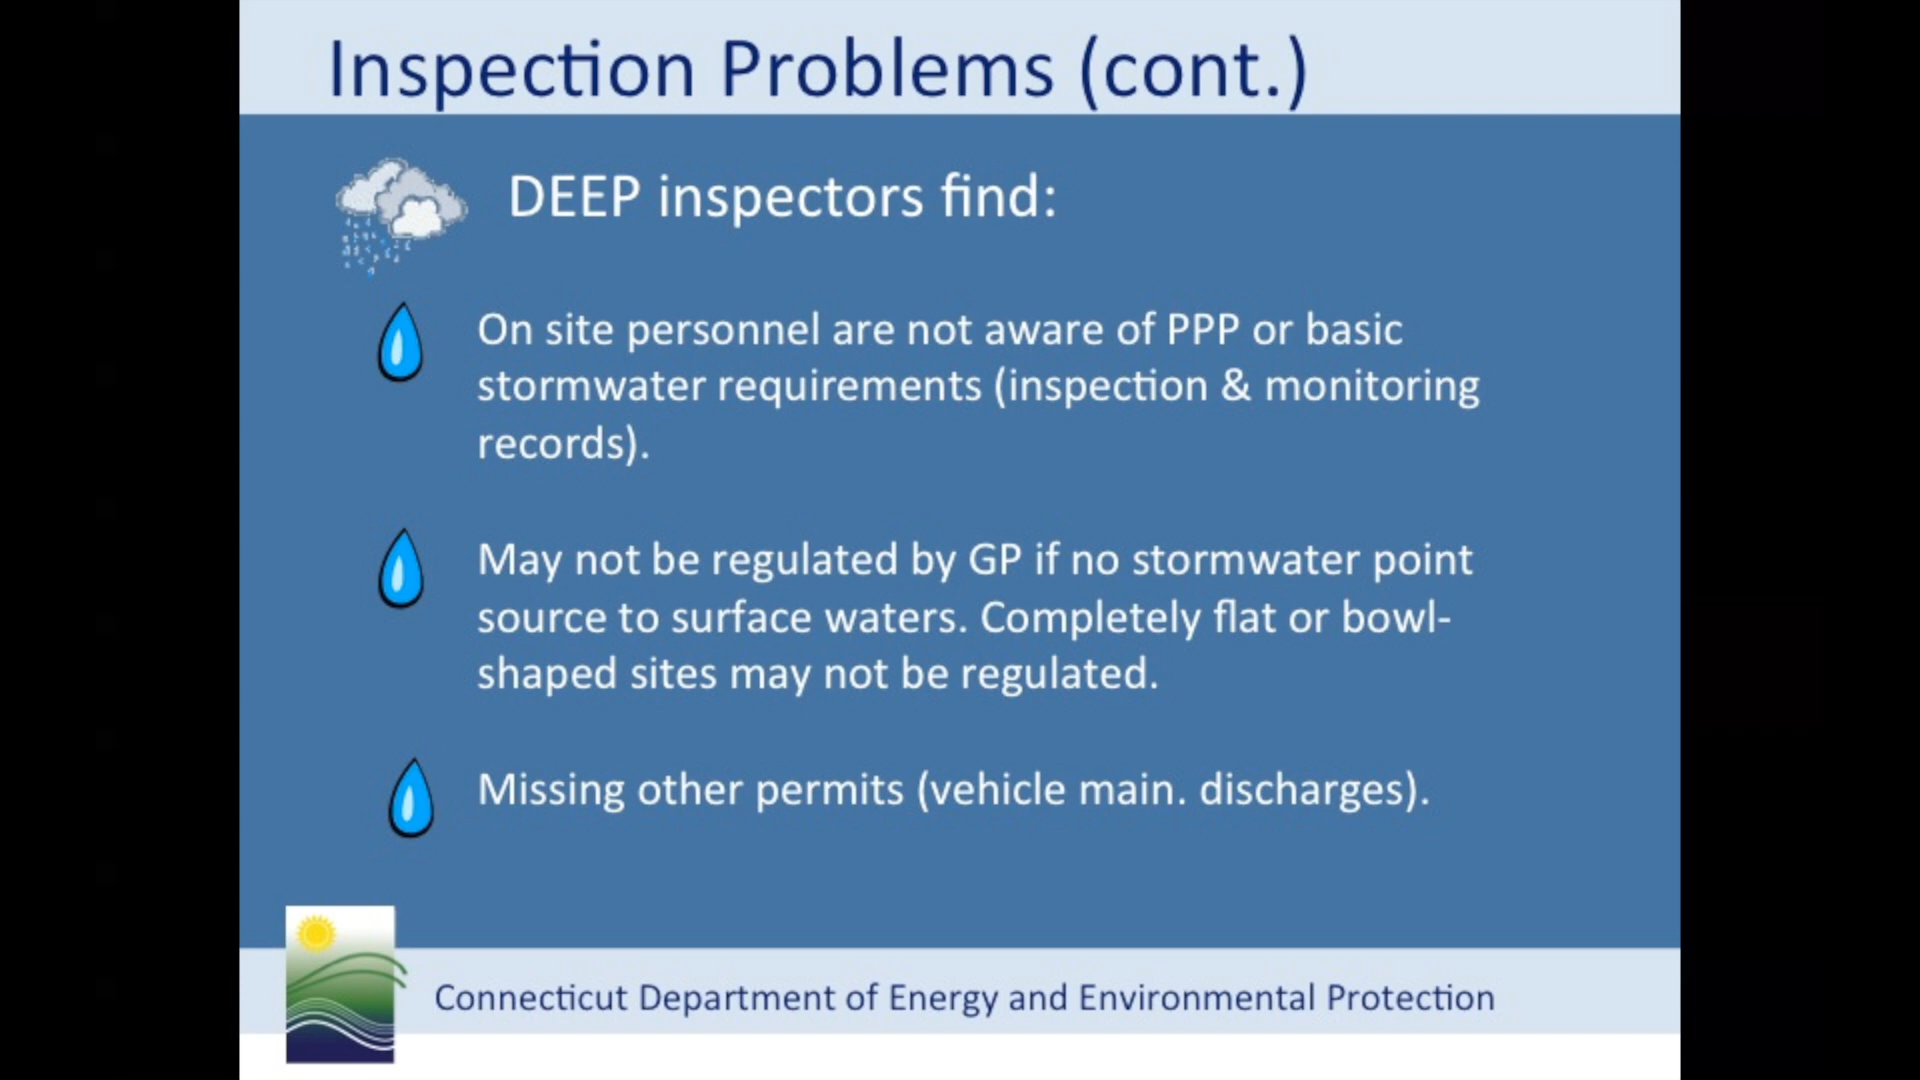 Inspection Problems (cont.)
DEEP inspectors find:
On site personnel are not aware of PPP or basic
stormwater requirements (inspection & monitoring
records).
May not be regulated by GP if no stormwater point
source to surface waters. Completely flat or bowl-
shaped sites may not be regulated.
Missing other permits (vehicle main. discharges).
Connecticut Department of Energy and Environmental Protection